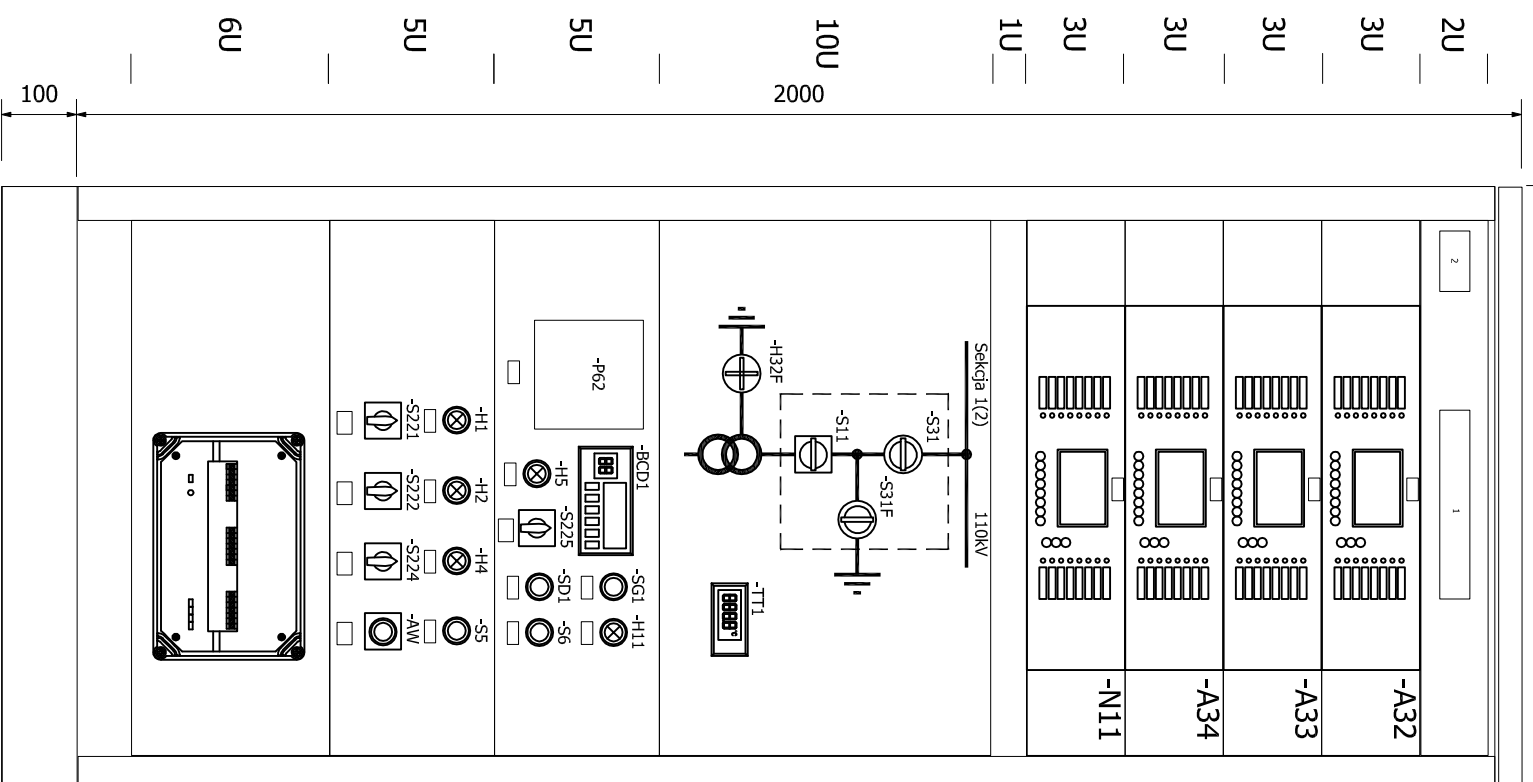 6U
5U
5U
10U
1U
3U
3U
3U
3U
2U
100
2000
2
1
-A32
-A33
-A34
-N11
Sekcja 1(2)
110kV
-S31
-S11
-S31F
-H32F
-TT1
-P62
-BCD1
-H5
-S225
-SG1
-SD1
-H11
-S6
-H1
-H2
-H4
-S5
-S221
-S222
-S224
-AW